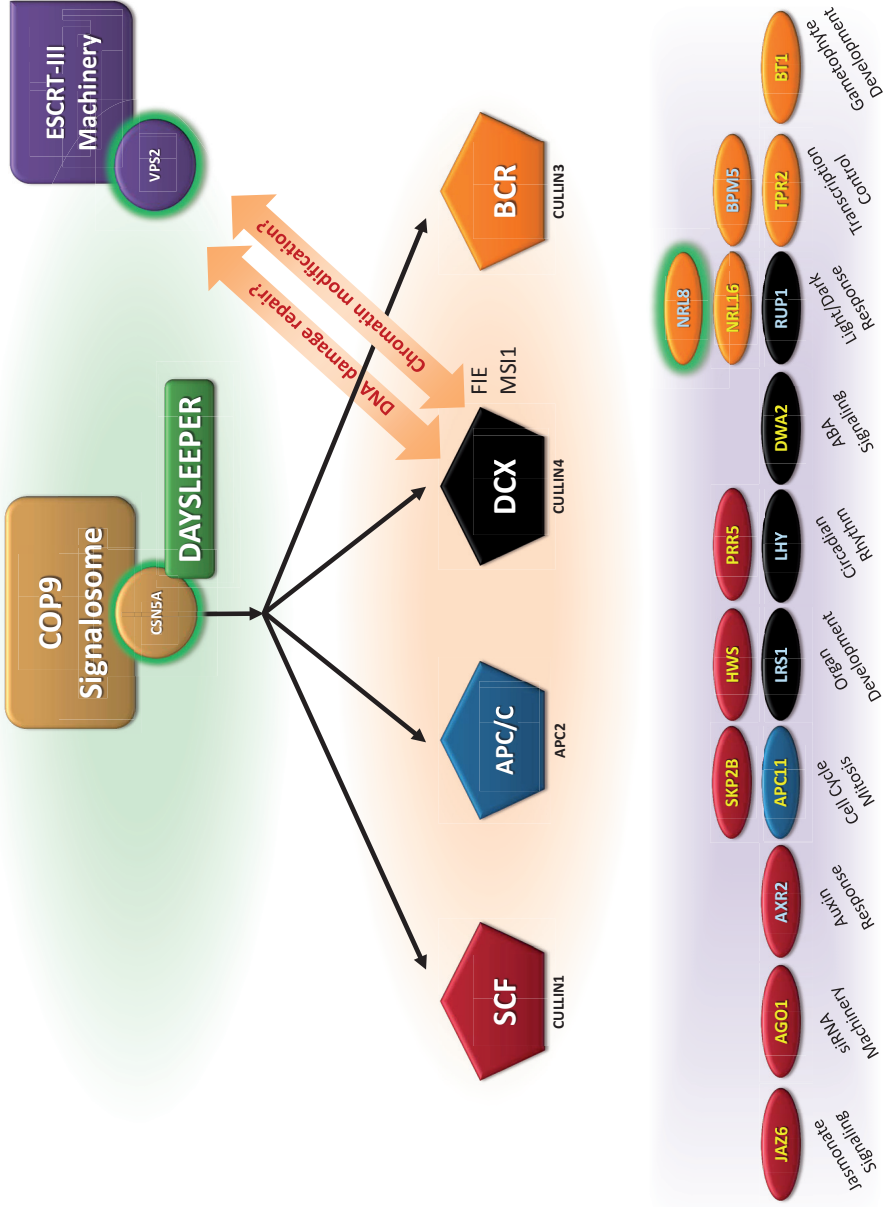 COP9
Signalosome
CSN5A
DAYSLEEPER
ESCRT-III
Machinery
VPS2
DNA damage repair?
Chromatin modification?
SCF
CULLIN1
APC/C
APC2
DCX
CULLIN4
FIE
MSI1
BCR
CULLIN3
NRL8
SKP2B
HWS
PRR5
NRL16
BPM5
JAZ6
AGO1
AXR2
APC11
LRS1
LHY
DWA2
RUP1
TPR2
BT1
Jasmonate
Signaling
siRNA
Machinery
Auxin
Response
Cell Cycle
Mitosis
Organ
Development
Circadian
Rhythm
ABA
Signaling
Light/Dark
Response
Transcription
Control
Gametophyte
Development